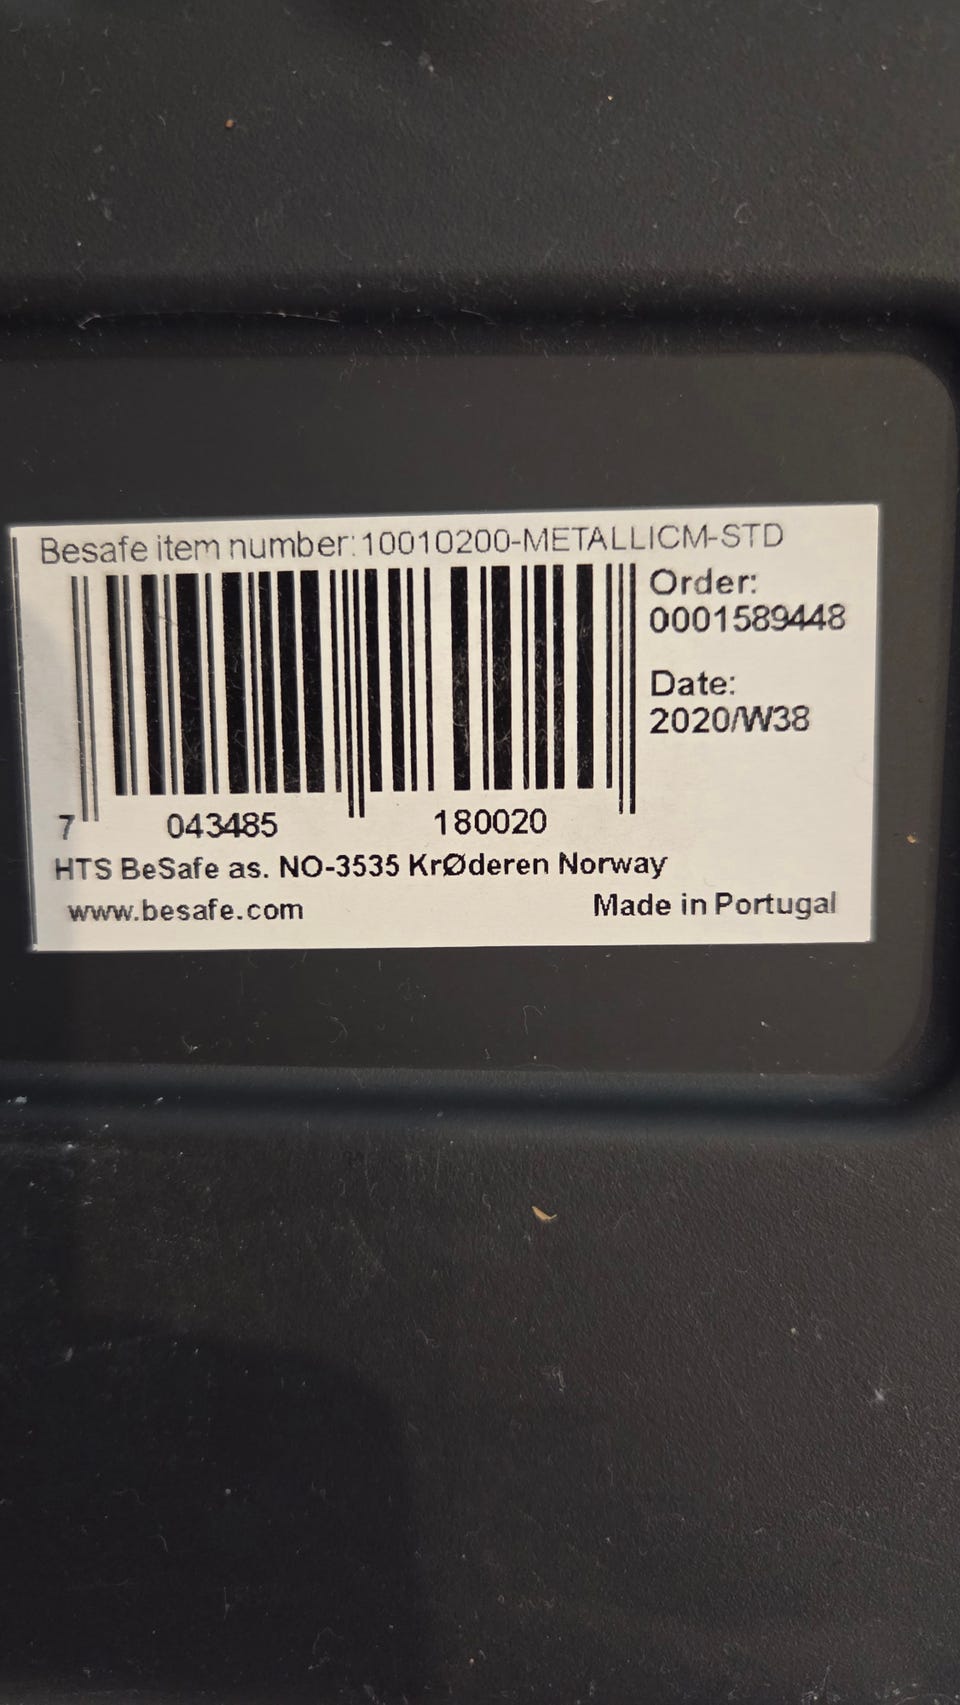 Besafe item number:10010200-METALLICM-STD
Order:
0001589448
Date:
2020/W38
7 043485 180020
HTS BeSafe as. NO-3535 KrØderen Norway
www.besafe.com Made in Portugal